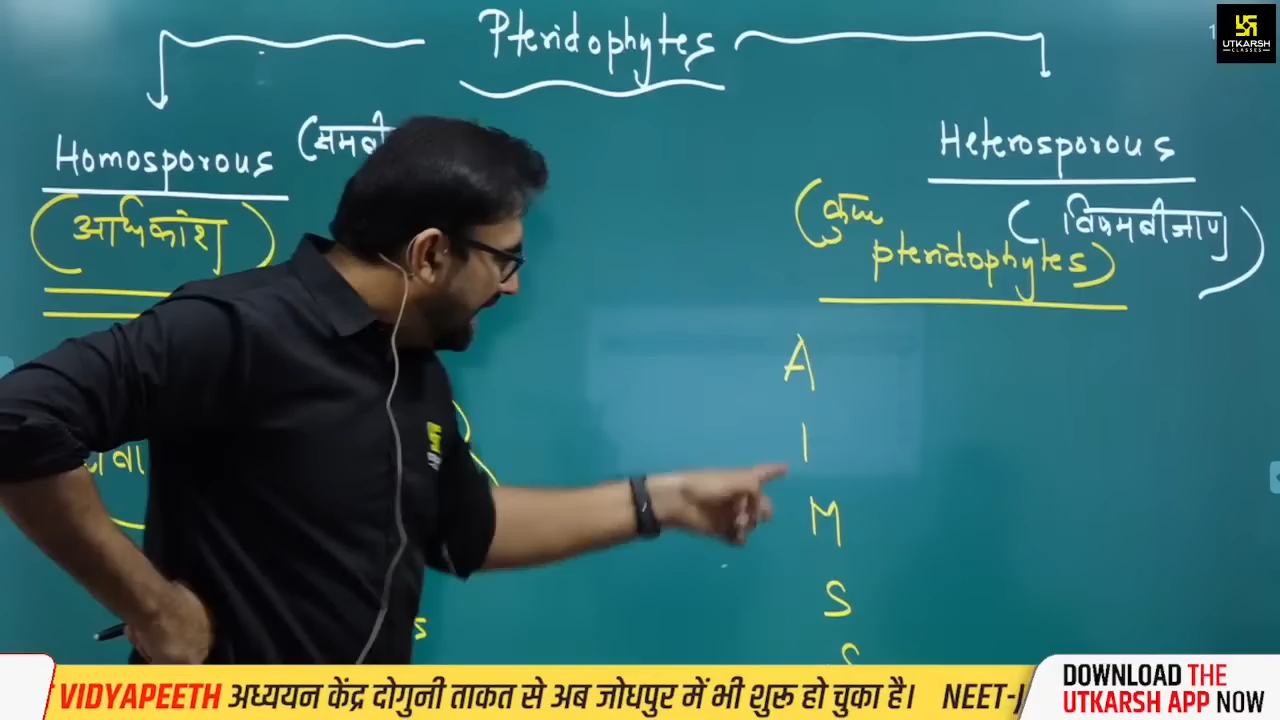 Pteridophytes
UTKARSH
CLASSES
Homosporous
Heterosporous
(विषमबीजाणु)
(अधिकांश)
(कुछ
pteridophytes)
A
I
M
S
S
VIDYAPEETH अध्ययन केंद्र दोगुनी ताकत से अब जोधपुर में भी शुरू हो चुका है। NEET-
DOWNLOAD THE
UTKARSH APP NOW